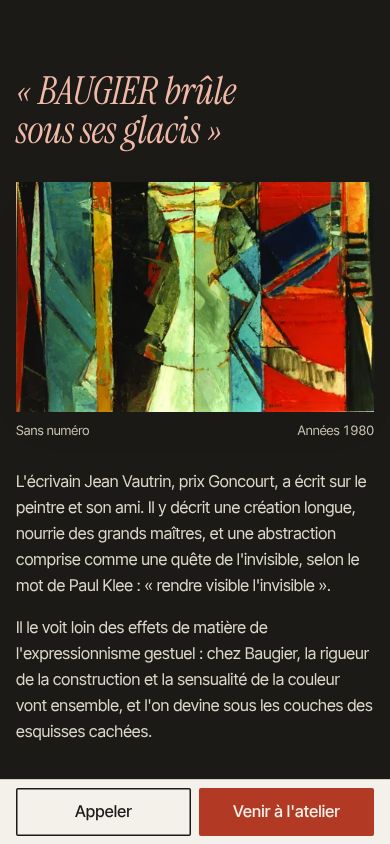 « BAUGIER brûle
sous ses glacis »
Sans numéro
Années 1980
L'écrivain Jean Vautrin, prix Goncourt, a écrit sur le
peintre et son ami. Il y décrit une création longue,
nourrie des grands maîtres, et une abstraction
comprise comme une quête de l'invisible, selon le
mot de Paul Klee : « rendre visible l'invisible ».
Il le voit loin des effets de matière de
l'expressionnisme gestuel : chez Baugier, la rigueur
de la construction et la sensualité de la couleur
vont ensemble, et l'on devine sous les couches des
esquisses cachées.
Appeler
Venir à l'atelier